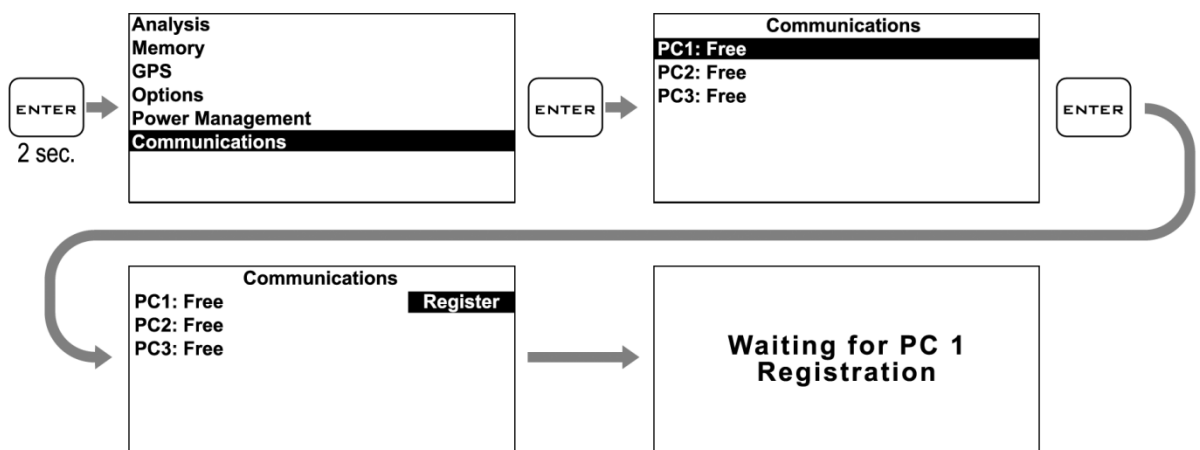 ENTER
2 sec.
Analysis
Memory
GPS
Options
Power Management
Communications
ENTER
Communications
PC1: Free
PC2: Free
PC3: Free
ENTER
Communications
PC1: Free Register
PC2: Free
PC3: Free
Waiting for PC 1
Registration